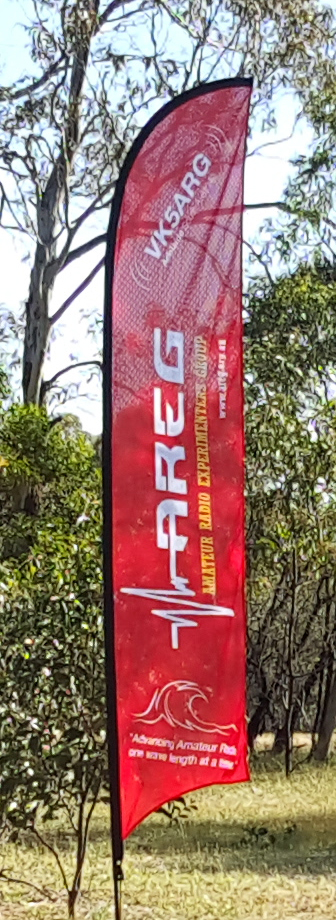 VK5ARG
AREG
AMATEUR RADIO EXPERIMENTERS GROUP
www.areg.org.au
"Advancing Amateur Radio
one wave length at a time"